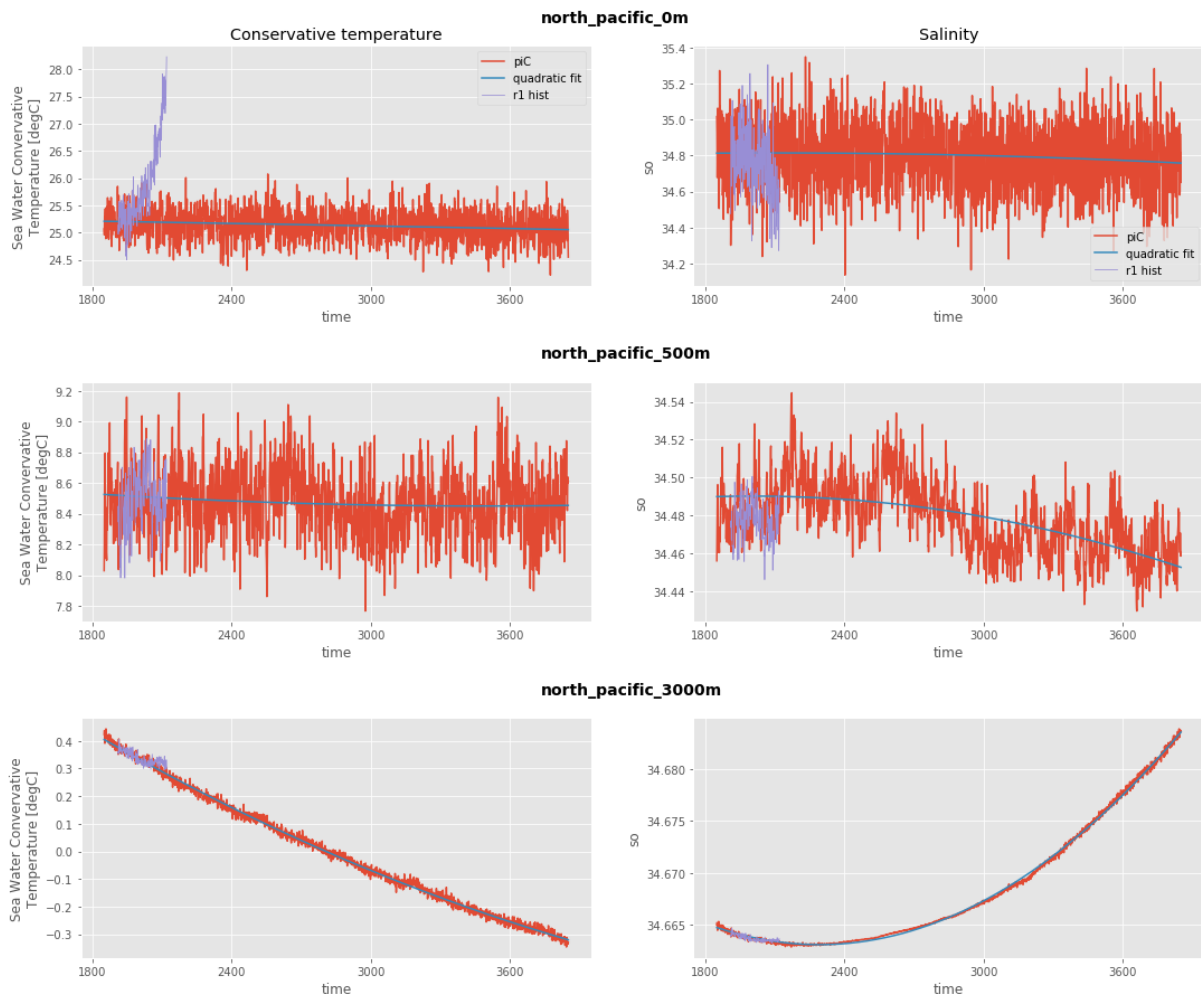 north_pacific_0m
Conservative temperature
Salinity
Sea Water Convervative
Temperature [degC]
28.0
27.5
27.0
26.5
26.0
25.5
25.0
24.5
piC
quadratic fit
r1 hist
1800
2400
3000
3600
time
so
35.4
35.2
35.0
34.8
34.6
34.4
34.2
piC
quadratic fit
r1 hist
1800
2400
3000
3600
time
north_pacific_500m
Sea Water Convervative
Temperature [degC]
9.2
9.0
8.8
8.6
8.4
8.2
8.0
7.8
1800
2400
3000
3600
time
so
34.54
34.52
34.50
34.48
34.46
34.44
1800
2400
3000
3600
time
north_pacific_3000m
Sea Water Convervative
Temperature [degC]
0.4
0.3
0.2
0.1
0.0
−0.1
−0.2
−0.3
1800
2400
3000
3600
time
so
34.680
34.675
34.670
34.665
1800
2400
3000
3600
time